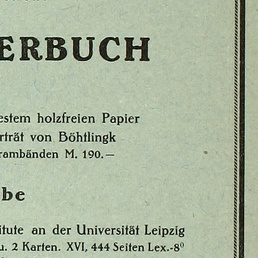 ERBUCH
estem holzfreien Papier
rträt von Böhtlingk
rambänden M. 190.—
be
itute an der Universität Leipzig
u. 2 Karten. XVI, 444 Seiten Lex.-8⁰